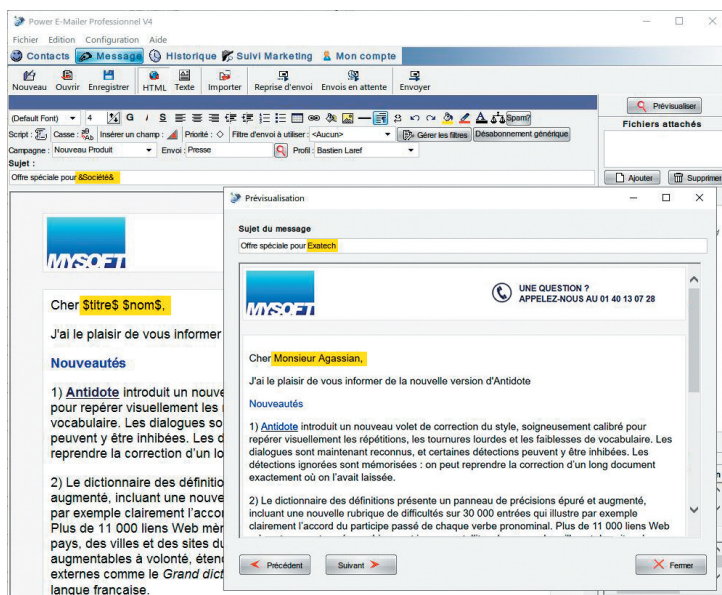 Power E-Mailer Professionnel V4
Fichier Edition Configuration Aide
Contacts Message Historique Suivi Marketing Mon compte
Nouveau Ouvrir Enregistrer HTML Texte Importer Reprise d'envoi Envois en attente Envoyer
Prévisualiser
(Default Font) 4 G I S Spam?
Fichiers attachés
Script : Casse : Insérer un champ : Priorité : Filtre d'envoi à utiliser : <Aucun> Gérer les filtres Désabonnement générique
Campagne : Nouveau Produit Envoi : Presse Profil : Bastien Laref
Sujet :
Offre spéciale pour &Société&
Ajouter Supprimer
MYSOFT
Cher $titre$ $nom$,
J'ai le plaisir de vous informer
Nouveautés
1) Antidote introduit un nouve
pour repérer visuellement les
vocabulaire. Les dialogues so
peuvent y être inhibées. Les d
reprendre la correction d'un lo
2) Le dictionnaire des définitio
augmenté, incluant une nouve
par exemple clairement l'accor
Plus de 11 000 liens Web mèn
pays, des villes et des sites du
augmentables à volonté, étend
externes comme le Grand dict
langue française.
Prévisualisation
Sujet du message
Offre spéciale pour Exatech
MYSOFT
UNE QUESTION ?
APPELEZ-NOUS AU 01 40 13 07 28
Cher Monsieur Agassian,
J'ai le plaisir de vous informer de la nouvelle version d'Antidote
Nouveautés
1) Antidote introduit un nouveau volet de correction du style, soigneusement calibré pour
repérer visuellement les répétitions, les tournures lourdes et les faiblesses de vocabulaire. Les
dialogues sont maintenant reconnus, et certaines détections peuvent y être inhibées. Les
détections ignorées sont mémorisées : on peut reprendre la correction d'un long document
exactement où on l'avait laissée.
2) Le dictionnaire des définitions présente un panneau de précisions épuré et augmenté,
incluant une nouvelle rubrique de difficultés sur 30 000 entrées qui illustre par exemple
clairement l'accord du participe passé de chaque verbe pronominal. Plus de 11 000 liens Web
Précédent Suivant Fermer